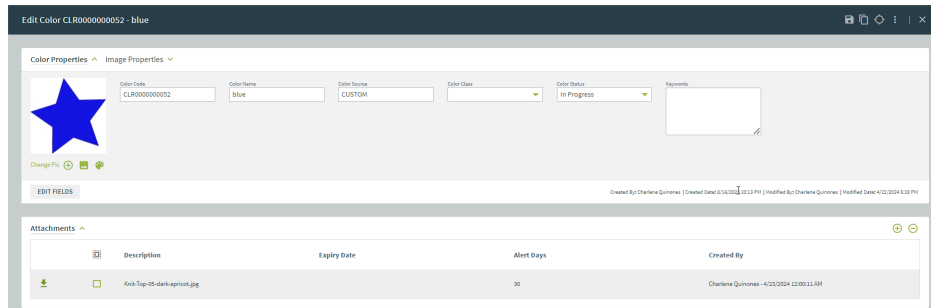 Edit Color CLR0000000052 - blue
Color Properties Image Properties
Color Code Color Name Color Source Color Class Color Status Keywords
CLR0000000052 blue CUSTOM In Progress
Change Pic
EDIT FIELDS
Created By: Charlene Quinones | Created Date: 8/16/2023 10:13 PM | Modified By: Charlene Quinones | Modified Date: 4/22/2024 8:28 PM
Attachments
Description Expiry Date Alert Days Created By
Knit-Top-05-dark-apricot.jpg 30 Charlene Quinones - 4/23/2024 12:00:11 AM